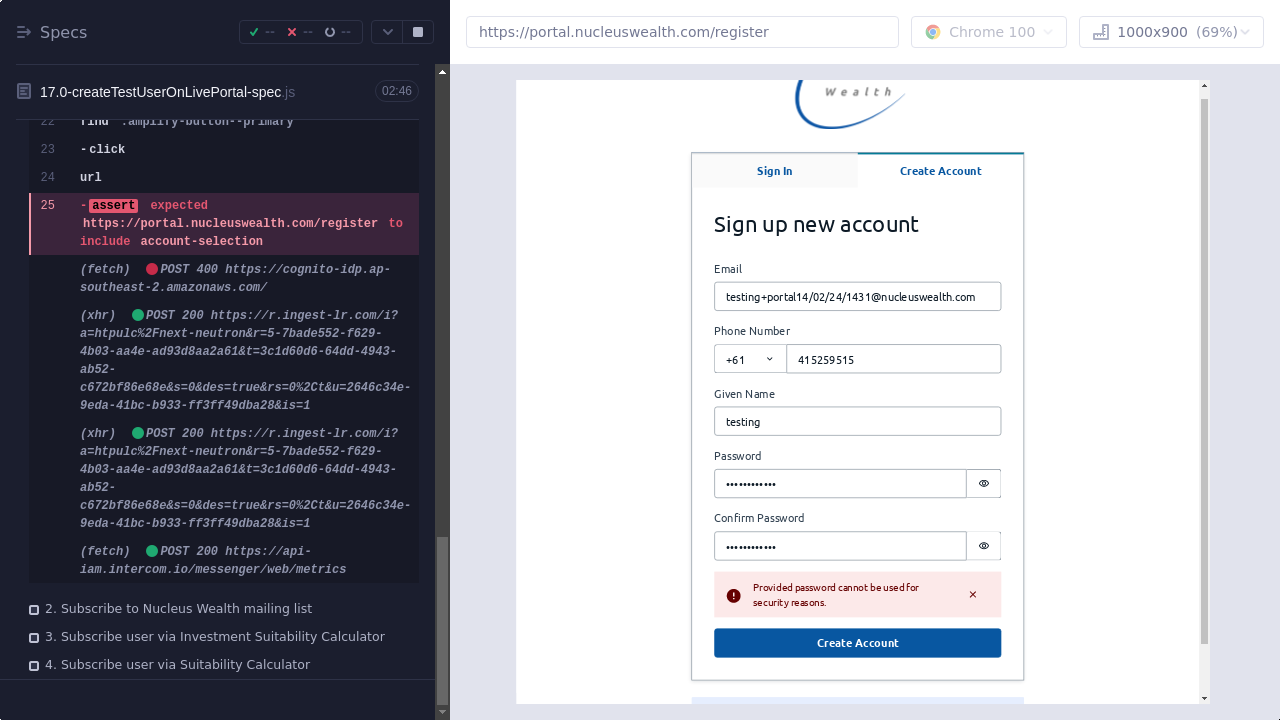 Specs
--
--
--
https://portal.nucleuswealth.com/register
Chrome 100
1000x900 (69%)
17.0-createTestUserOnLivePortal-spec.js
02:46
22 find .amplify-button--primary
23 -click
24 url
25 -assert expected
https://portal.nucleuswealth.com/register to
include account-selection
(fetch) POST 400 https://cognito-idp.ap-
southeast-2.amazonaws.com/
(xhr) POST 200 https://r.ingest-lr.com/i?
a=htpulc%2Fnext-neutron&r=5-7bade552-f629-
4b03-aa4e-ad93d8aa2a61&t=3c1d60d6-64dd-4943-
ab52-
c672bf86e68e&s=0&des=true&rs=0%2Ct&u=2646c34e-
9eda-41bc-b933-ff3ff49dba28&is=1
(xhr) POST 200 https://r.ingest-lr.com/i?
a=htpulc%2Fnext-neutron&r=5-7bade552-f629-
4b03-aa4e-ad93d8aa2a61&t=3c1d60d6-64dd-4943-
ab52-
c672bf86e68e&s=0&des=true&rs=0%2Ct&u=2646c34e-
9eda-41bc-b933-ff3ff49dba28&is=1
(fetch) POST 200 https://api-
iam.intercom.io/messenger/web/metrics
2. Subscribe to Nucleus Wealth mailing list
3. Subscribe user via Investment Suitability Calculator
4. Subscribe user via Suitability Calculator
Wealth
Sign In
Create Account
Sign up new account
Email
testing+portal14/02/24/1431@nucleuswealth.com
Phone Number
+61
415259515
Given Name
testing
Password
••••••••••••
Confirm Password
••••••••••••
Provided password cannot be used for
security reasons.
Create Account